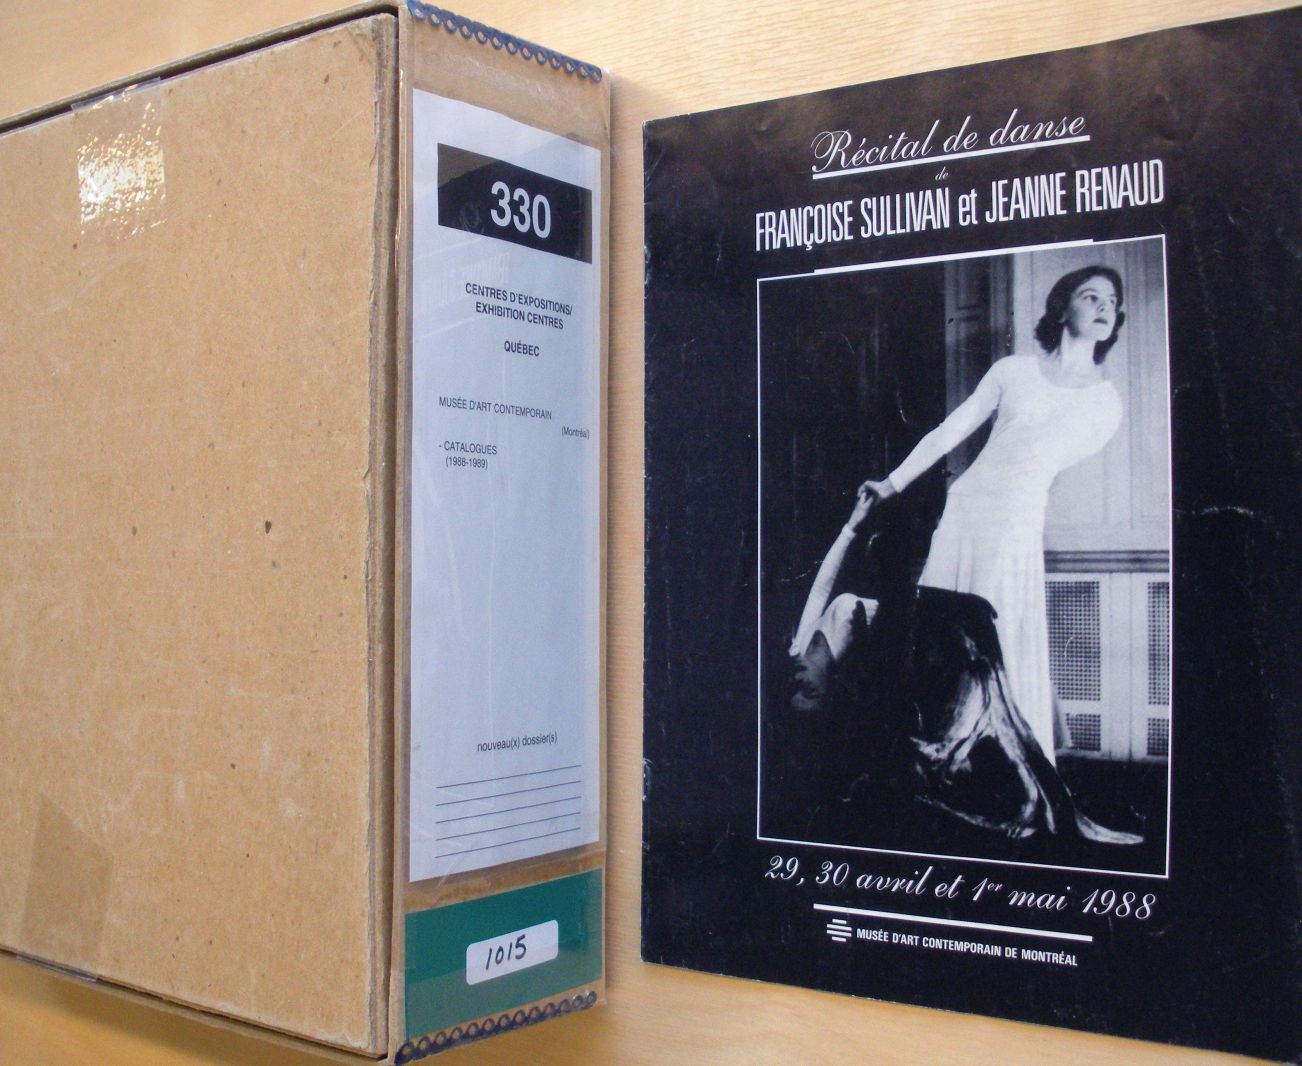 330
CENTRES D'EXPOSITIONS/
EXHIBITION CENTRES
QUÉBEC
MUSÉE D'ART CONTEMPORAIN
(Montréal)
- CATALOGUES
(1988-1989)
nouveau(x) dossier(s)
1015
Récital de danse
de
FRANÇOISE SULLIVAN et JEANNE RENAUD
29, 30 avril et 1er mai 1988
MUSÉE D'ART CONTEMPORAIN DE MONTRÉAL